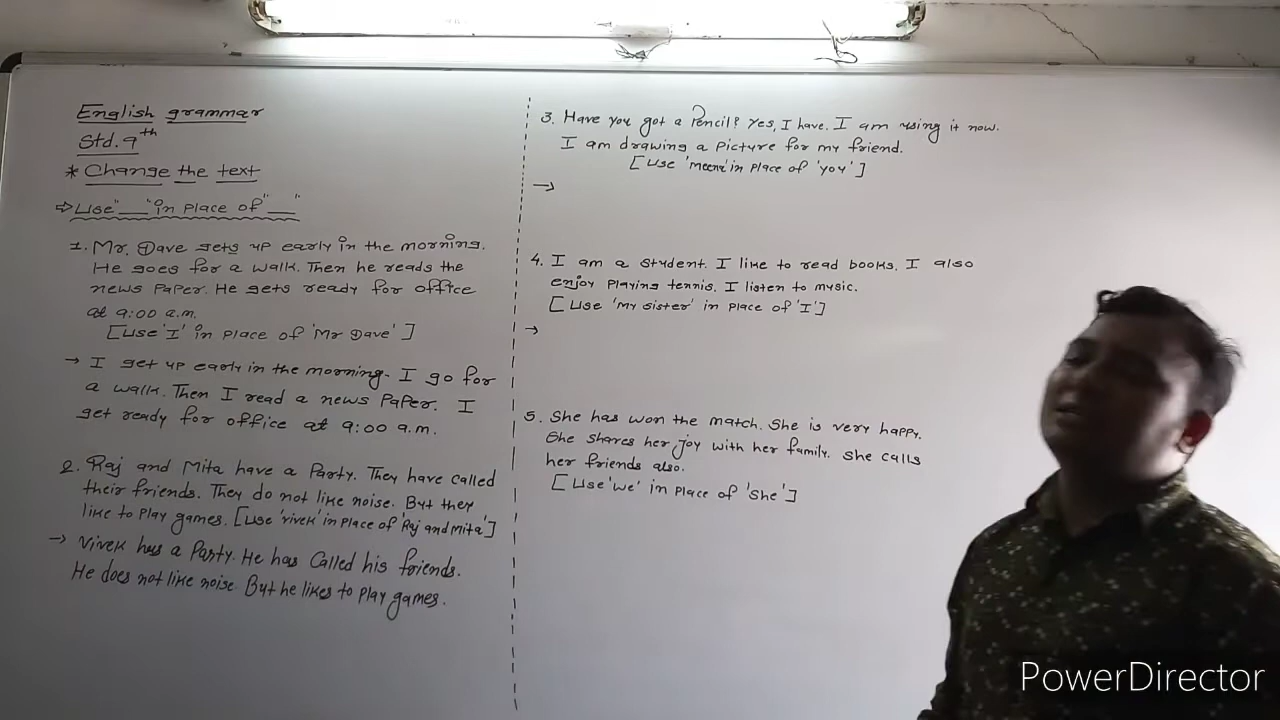 English grammar
Std. 9th
* Change the text
⇒ Use "___" in place of "___"
1. Mr. Dave gets up early in the morning.
He goes for a walk. Then he reads the
news paper. He gets ready for office
at 9:00 a.m.
[Use 'I' in place of 'Mr Dave']
→ I get up early in the morning. I go for
a walk. Then I read a news paper. I
get ready for office at 9:00 a.m.
2. Raj and Mita have a Party. They have called
their friends. They do not like noise. But they
like to play games. [Use 'vivek' in place of 'Raj and Mita']
→ Vivek has a Party. He has called his friends.
He does not like noise. But he likes to play games.
3. Have you got a Pencil? Yes, I have. I am using it now.
I am drawing a picture for my friend.
[Use 'meena' in place of 'you']
→
4. I am a student. I like to read books. I also
enjoy playing tennis. I listen to music.
[Use 'My sister' in place of 'I']
→
5. She has won the match. She is very happy.
She shares her joy with her family. She calls
her friends also.
[Use 'we' in place of 'She']
PowerDirector